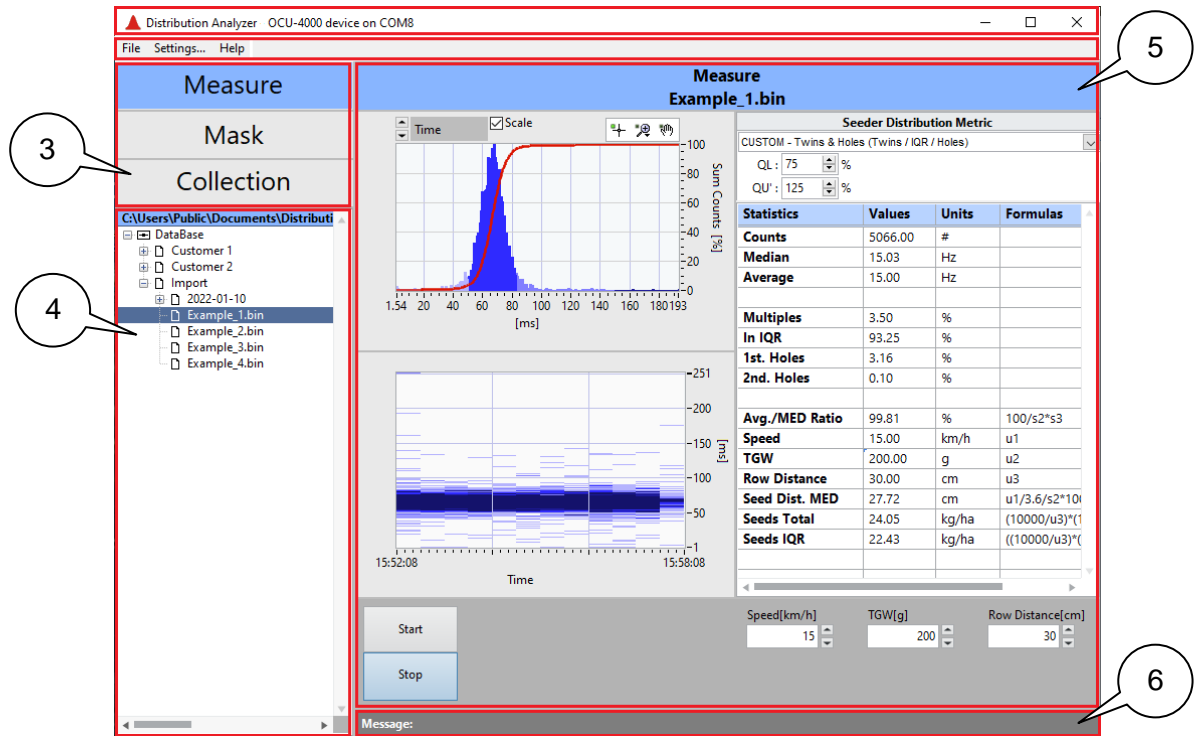 Distribution Analyzer OCU-4000 device on COM8
File Settings... Help
5
Measure
Mask
Collection
3
C:\Users\Public\Documents\Distributi
DataBase
Customer 1
Customer 2
Import
2022-01-10
Example_1.bin
Example_2.bin
Example_3.bin
Example_4.bin
4
Measure
Example_1.bin
Time
Scale
100
80
60
40
20
0
Sum Counts [%]
1.54 20 40 60 80 100 120 140 160 180193
[ms]
251
200
150
100
50
1
[ms]
15:52:08 15:58:08
Time
Seeder Distribution Metric
CUSTOM - Twins & Holes (Twins / IQR / Holes)
QL : 75 %
QU' : 125 %
Statistics Values Units Formulas
Counts 5066.00 #
Median 15.03 Hz
Average 15.00 Hz
Multiples 3.50 %
In IQR 93.25 %
1st. Holes 3.16 %
2nd. Holes 0.10 %
Avg./MED Ratio 99.81 % 100/s2*s3
Speed 15.00 km/h u1
TGW 200.00 g u2
Row Distance 30.00 cm u3
Seed Dist. MED 27.72 cm u1/3.6/s2*10
Seeds Total 24.05 kg/ha (10000/u3)*(1
Seeds IQR 22.43 kg/ha ((10000/u3)*(
Start
Stop
Speed[km/h] TGW[g] Row Distance[cm]
15 200 30
Message:
6